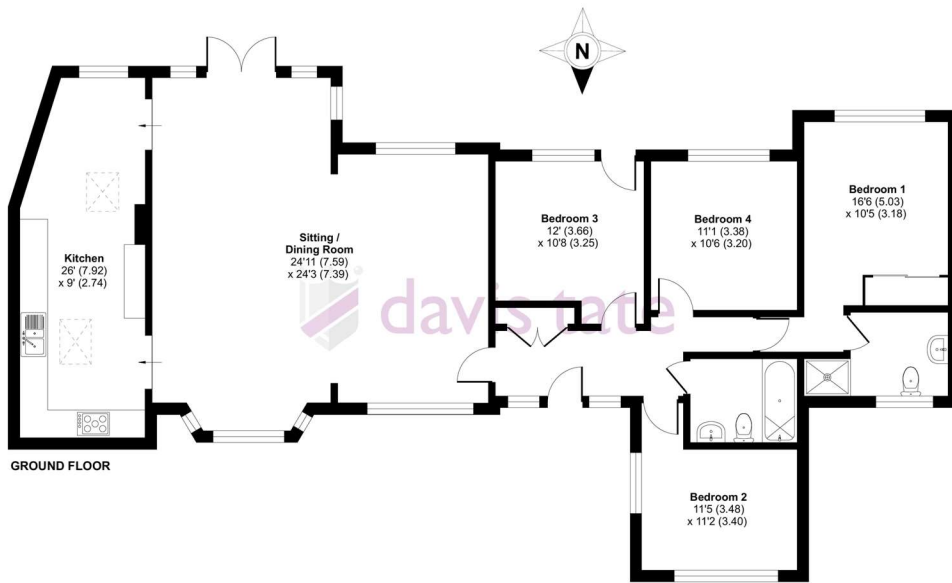 N
Bedroom 1
16'6 (5.03)
x 10'5 (3.18)
Bedroom 3
12' (3.66)
x 10'8 (3.25)
Bedroom 4
11'1 (3.38)
x 10'6 (3.20)
Sitting /
Dining Room
24'11 (7.59)
x 24'3 (7.39)
Kitchen
26' (7.92)
x 9' (2.74)
davis tate
GROUND FLOOR
Bedroom 2
11'5 (3.48)
x 11'2 (3.40)